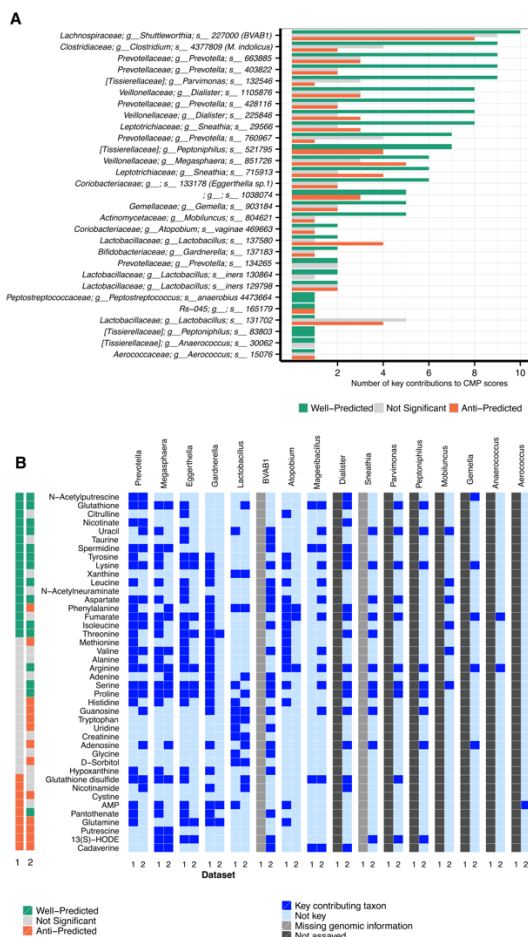 A
Lachnospiraceae; g__Shuttleworthia; s__ 227000 (BVAB1)
Clostridiaceae; g__Clostridium; s__ 4377809 (M. indolicus)
Prevotellaceae; g__Prevotella; s__ 663885
Prevotellaceae; g__Prevotella; s__ 403822
[Tissierellaceae]; g__Parvimonas; s__ 132546
Veillonellaceae; g__Dialister; s__ 1105876
Prevotellaceae; g__Prevotella; s__ 428116
Veillonellaceae; g__Dialister; s__ 225846
Leptotrichiaceae; g__Sneathia; s__ 29566
Prevotellaceae; g__Prevotella; s__ 760967
[Tissierellaceae]; g__Peptoniphilus; s__ 521795
Veillonellaceae; g__Megasphaera; s__ 851726
Leptotrichiaceae; g__Sneathia; s__ 715913
Coriobacteriaceae; g__; s__ 133178 (Eggerthella sp.1)
; g__; s__ 1038074
Gemellaceae; g__Gemella; s__ 903184
Actinomycetaceae; g__Mobiluncus; s__ 804621
Coriobacteriaceae; g__Atopobium; s__vaginae 469663
Lactobacillaceae; g__Lactobacillus; s__ 137580
Bifidobacteriaceae; g__Gardnerella; s__ 137183
Prevotellaceae; g__Prevotella; s__ 134265
Lactobacillaceae; g__Lactobacillus; s__iners 130864
Lactobacillaceae; g__Lactobacillus; s__iners 129798
Peptostreptococcaceae; g__Peptostreptococcus; s__anaerobius 4473664
Rs-045; g__; s__ 165179
Lactobacillaceae; g__Lactobacillus; s__ 131702
[Tissierellaceae]; g__Peptoniphilus; s__ 83803
[Tissierellaceae]; g__Anaerococcus; s__ 30062
Aerococcaceae; g__Aerococcus; s__ 15076
2 4 6 8 10
Number of key contributions to CMP scores
Well-Predicted Not Significant Anti-Predicted
B
Prevotella Megasphaera Eggerthella Gardnerella Lactobacillus BVAB1 Atopobium Mageeibacillus Dialister Sneathia Parvimonas Peptoniphilus Mobiluncus Gemella Anaerococcus Aerococcus
N-Acetylputrescine
Glutathione
Citrulline
Nicotinate
Uracil
Taurine
Spermidine
Tyrosine
Lysine
Xanthine
Leucine
N-Acetylneuraminate
Aspartate
Phenylalanine
Fumarate
Isoleucine
Threonine
Methionine
Valine
Alanine
Arginine
Adenine
Serine
Proline
Histidine
Guanosine
Tryptophan
Uridine
Creatinine
Adenosine
Glycine
D-Sorbitol
Hypoxanthine
Glutathione disulfide
Nicotinamide
Cystine
AMP
Pantothenate
Glutamine
Putrescine
13(S)-HODE
Cadaverine
1 2 1 2 1 2 1 2 1 2 1 2 1 2 1 2 1 2 1 2 1 2 1 2 1 2 1 2 1 2 1 2 1 2
Dataset
Well-Predicted
Not Significant
Anti-Predicted
Key contributing taxon
Not key
Missing genomic information
Not assayed